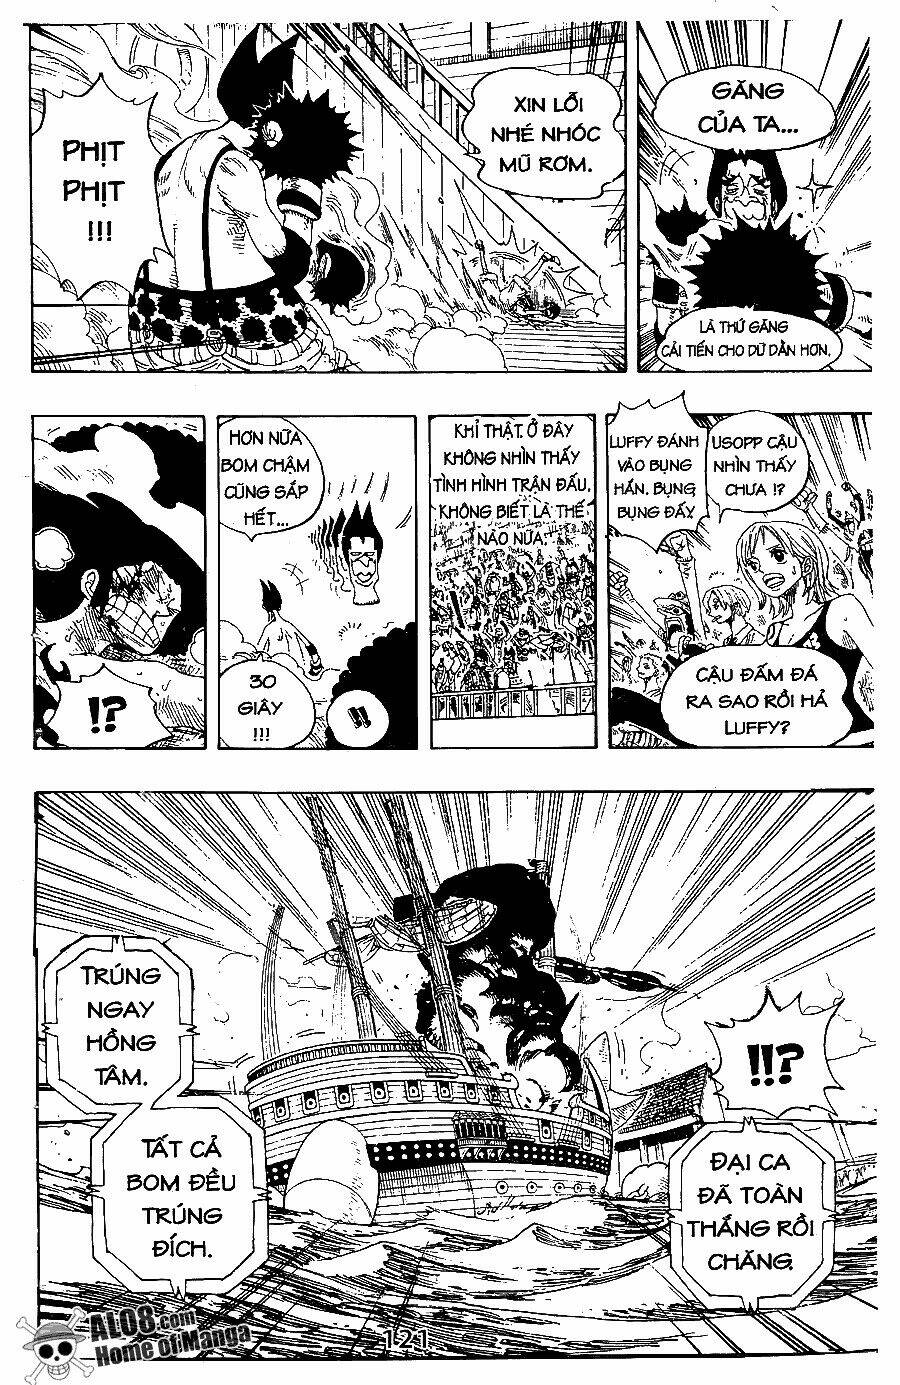 GĂNG
CỦA TA...
LÀ THỨ GĂNG
CẢI TIẾN CHO DỮ DẰN HƠN.
XIN LỖI
NHÉ NHÓC
MŨ RƠM.
PHỊT
PHỊT
!!!
USOPP CẬU
NHÌN THẤY
CHƯA !?
LUFFY ĐÁNH
VÀO BỤNG
HẮN. BỤNG,
BỤNG ĐẤY.
CẬU ĐẤM ĐÁ
RA SAO RỒI HẢ
LUFFY?
KHỈ THẬT. Ở ĐÂY
KHÔNG NHÌN THẤY
TÌNH HÌNH TRẬN ĐẤU.
KHÔNG BIẾT LÀ THẾ
NÀO NỮA.
HƠN NỮA
BOM CHẬM
CŨNG SẮP
HẾT...
30
GIÂY
!!!
!!
!?
!!?
ĐẠI CA
ĐÃ TOÀN
THẮNG RỒI
CHĂNG.
TRÚNG
NGAY
HỒNG
TÂM.
TẤT CẢ
BOM ĐỀU
TRÚNG
ĐÍCH.
ALO8.com
Home of Manga
121